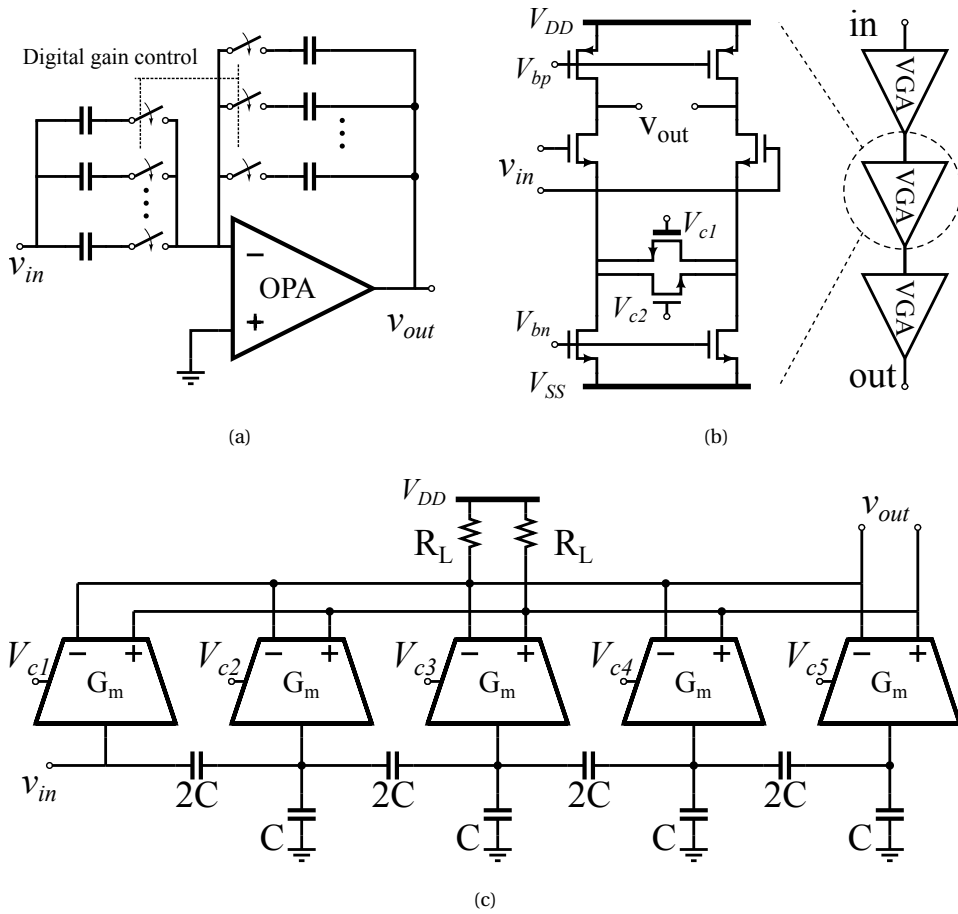 Digital gain control
v_in
OPA
v_out
(a)
V_DD
V_bp
v_out
v_in
V_c1
V_c2
V_bn
V_SS
in
VGA
VGA
VGA
out
(b)
V_DD
R_L
R_L
v_out
V_c1
V_c2
V_c3
V_c4
V_c5
− +
− +
− +
− +
− +
G_m
G_m
G_m
G_m
G_m
v_in
2C
2C
2C
2C
C
C
C
C
(c)